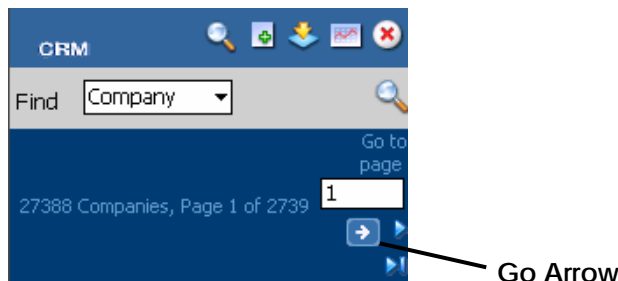 CRM
Find Company
Go to
page
27388 Companies, Page 1 of 2739 1
Go Arrow